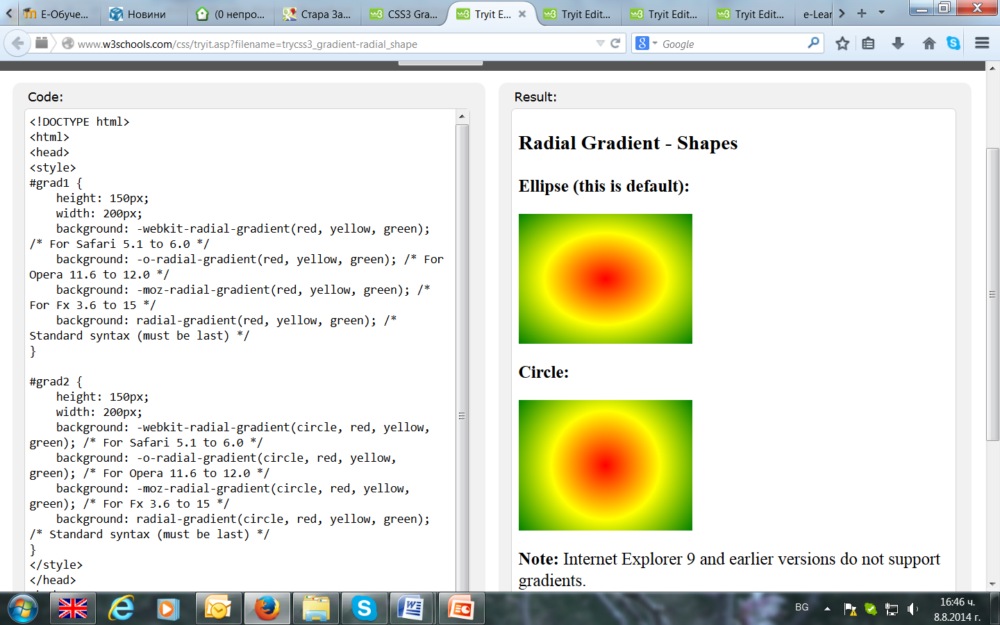 Е-Обуче...
Новини
(0 непро...
Стара За...
CSS3 Gra...
Tryit E...
Tryit Edit...
Tryit Edit...
Tryit Edit...
e-Lear
www.w3schools.com/css/tryit.asp?filename=trycss3_gradient-radial_shape
Google
Code:
<!DOCTYPE html>
<html>
<head>
<style>
#grad1 {
    height: 150px;
    width: 200px;
    background: -webkit-radial-gradient(red, yellow, green);
/* For Safari 5.1 to 6.0 */
    background: -o-radial-gradient(red, yellow, green); /* For
Opera 11.6 to 12.0 */
    background: -moz-radial-gradient(red, yellow, green); /*
For Fx 3.6 to 15 */
    background: radial-gradient(red, yellow, green); /*
Standard syntax (must be last) */
}
#grad2 {
    height: 150px;
    width: 200px;
    background: -webkit-radial-gradient(circle, red, yellow,
green); /* For Safari 5.1 to 6.0 */
    background: -o-radial-gradient(circle, red, yellow,
green); /* For Opera 11.6 to 12.0 */
    background: -moz-radial-gradient(circle, red, yellow,
green); /* For Fx 3.6 to 15 */
    background: radial-gradient(circle, red, yellow, green);
/* Standard syntax (must be last) */
}
</style>
</head>
Result:
Radial Gradient - Shapes
Ellipse (this is default):
Circle:
Note: Internet Explorer 9 and earlier versions do not support
gradients.
BG
16:46 ч.
8.8.2014 г.